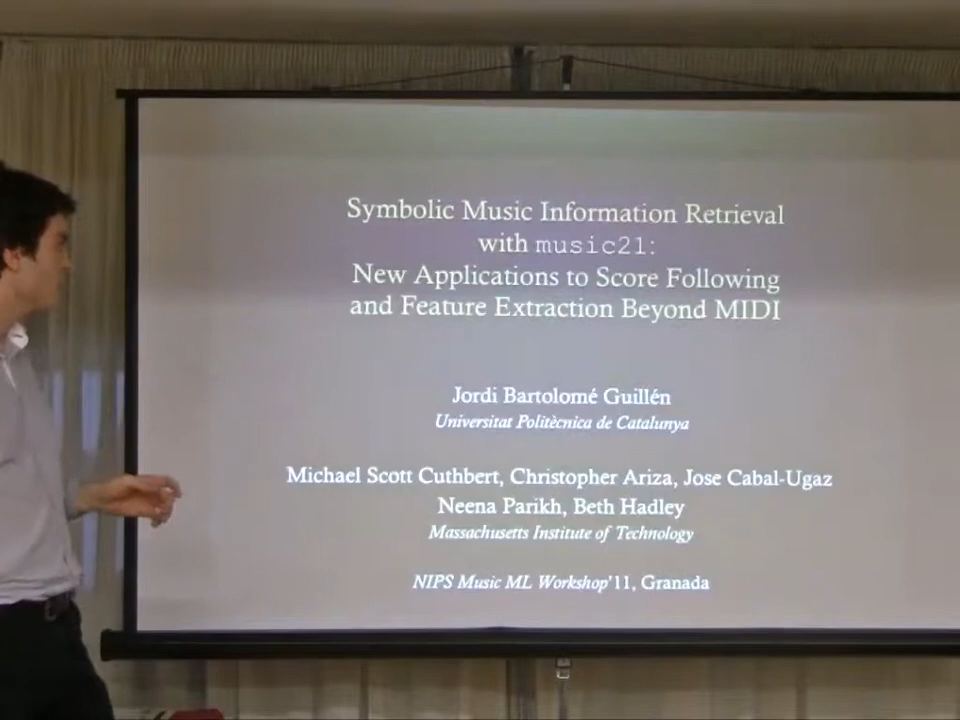 Symbolic Music Information Retrieval
with music21:
New Applications to Score Following
and Feature Extraction Beyond MIDI
Jordi Bartolomé Guillén
Universitat Politècnica de Catalunya
Michael Scott Cuthbert, Christopher Ariza, Jose Cabal-Ugaz
Neena Parikh, Beth Hadley
Massachusetts Institute of Technology
NIPS Music ML Workshop'11, Granada